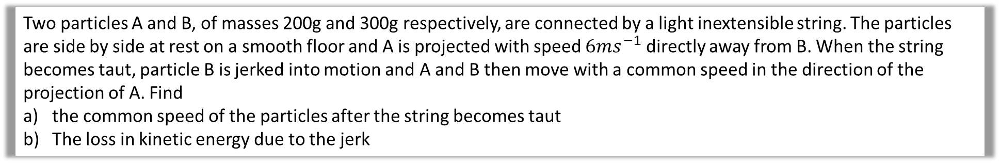 Two particles A and B, of masses 200g and 300g respectively, are connected by a light inextensible string. The particles
are side by side at rest on a smooth floor and A is projected with speed 6ms⁻¹ directly away from B. When the string
becomes taut, particle B is jerked into motion and A and B then move with a common speed in the direction of the
projection of A. Find
a) the common speed of the particles after the string becomes taut
b) The loss in kinetic energy due to the jerk